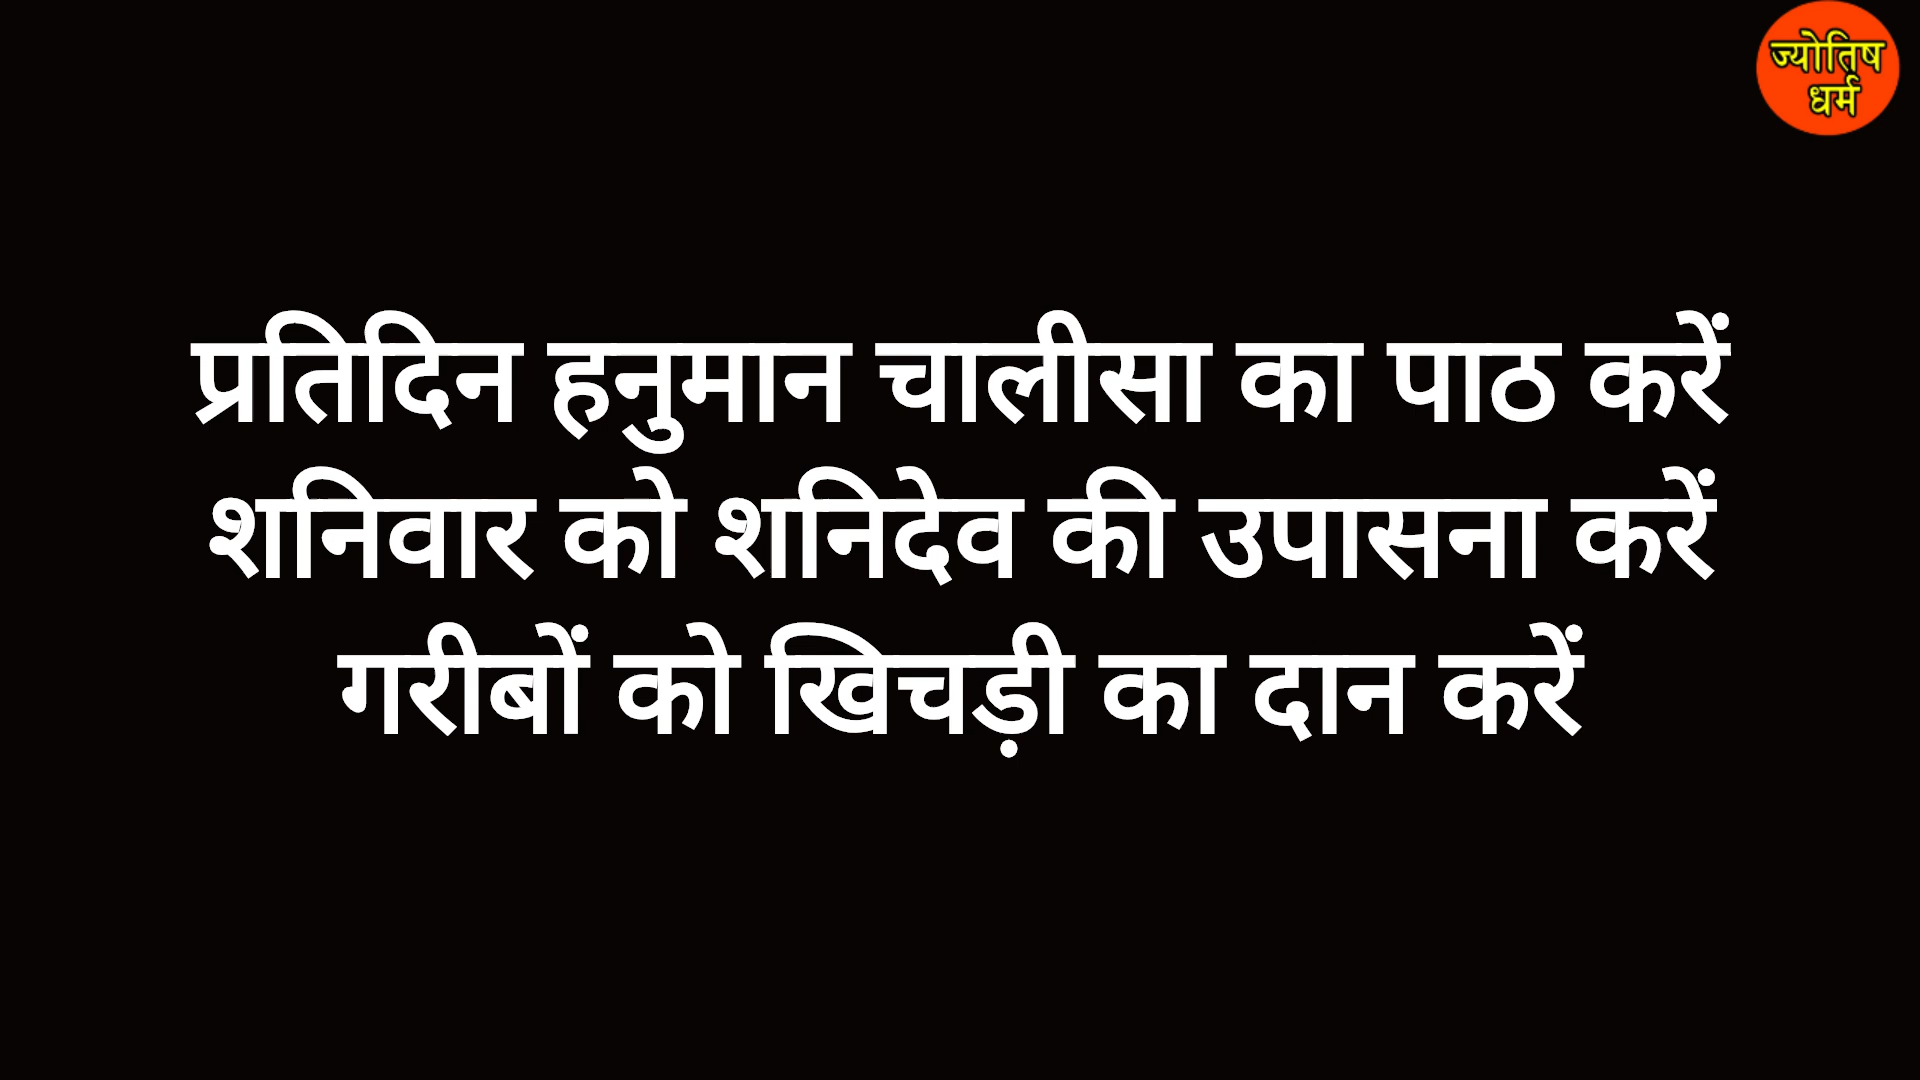 ज्योतिष
धर्म
प्रतिदिन हनुमान चालीसा का पाठ करें
शनिवार को शनिदेव की उपासना करें
गरीबों को खिचड़ी का दान करें